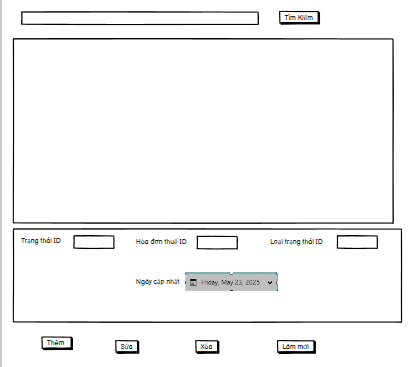 Tìm Kiếm
Trạng thái ID Hóa đơn thuế ID Loại trạng thái ID
Ngày cập nhật Friday, May 23, 2025
Thêm Sửa Xóa Làm mới